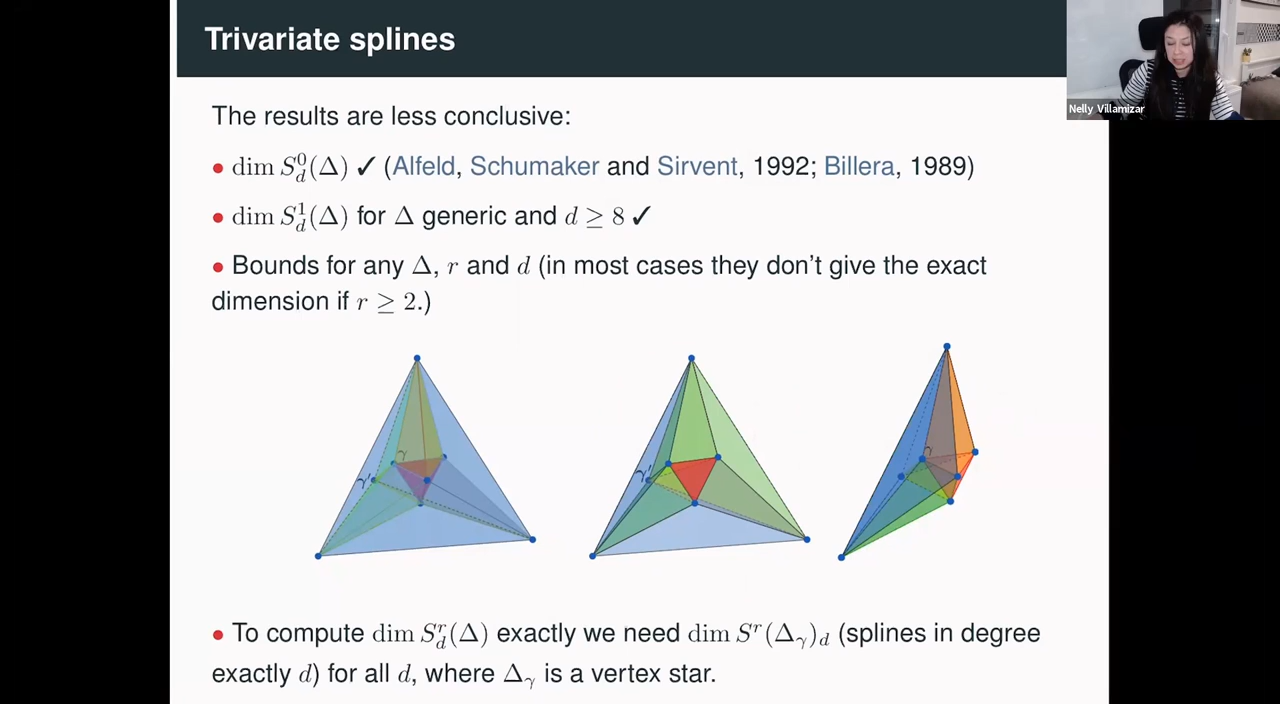 Trivariate splines
Nelly Villamizar
The results are less conclusive:
• dim S⁰_d(Δ) ✓ (Alfeld, Schumaker and Sirvent, 1992; Billera, 1989)
• dim S¹_d(Δ) for Δ generic and d ≥ 8 ✓
• Bounds for any Δ, r and d (in most cases they don't give the exact
dimension if r ≥ 2.)
γ
γ'
γ'
γ
• To compute dim Sʳ_d(Δ) exactly we need dim Sʳ(Δ_γ)_d (splines in degree
exactly d) for all d, where Δ_γ is a vertex star.